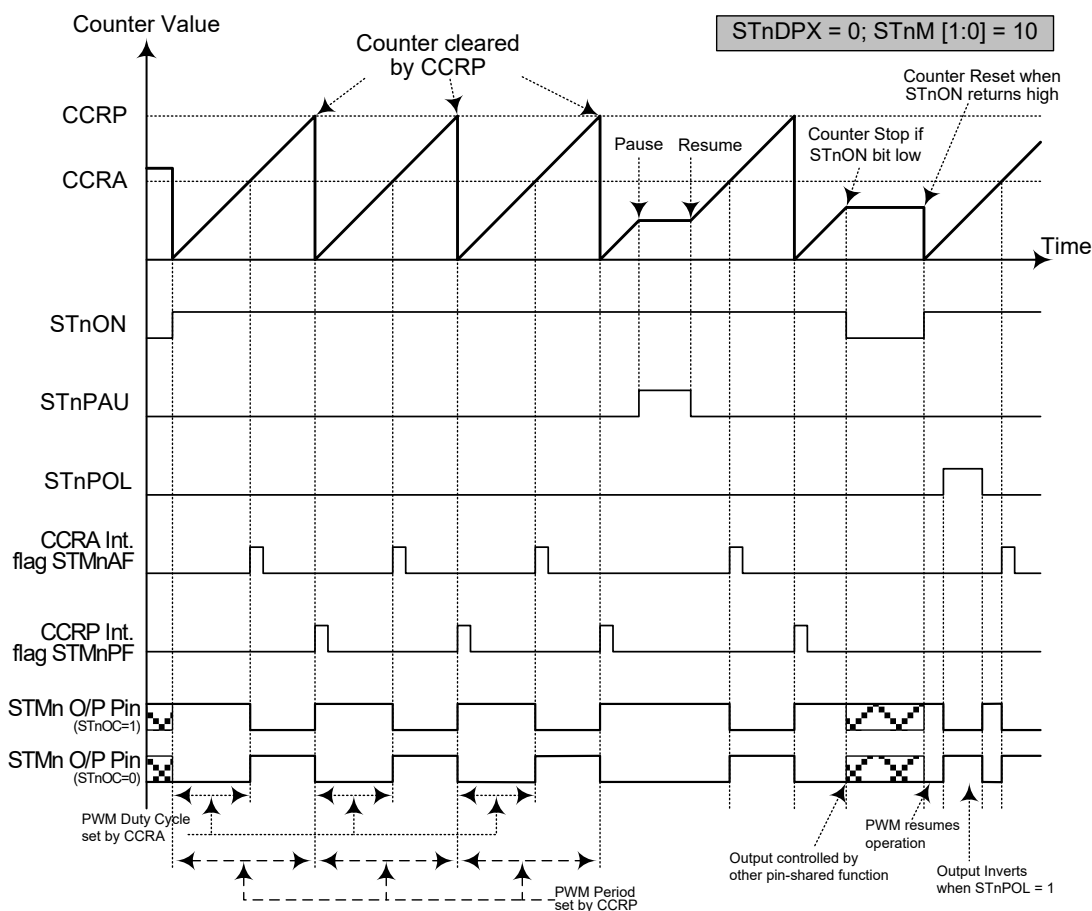 Counter Value
STnDPX = 0; STnM [1:0] = 10
Counter cleared
by CCRP
Counter Reset when
STnON returns high
CCRP
Pause
Resume
Counter Stop if
STnON bit low
CCRA
Time
STnON
STnPAU
STnPOL
CCRA Int.
flag STMnAF
CCRP Int.
flag STMnPF
STMn O/P Pin
(STnOC=1)
STMn O/P Pin
(STnOC=0)
PWM Duty Cycle
set by CCRA
PWM resumes
operation
Output controlled by
other pin-shared function
Output Inverts
when STnPOL = 1
PWM Period
set by CCRP